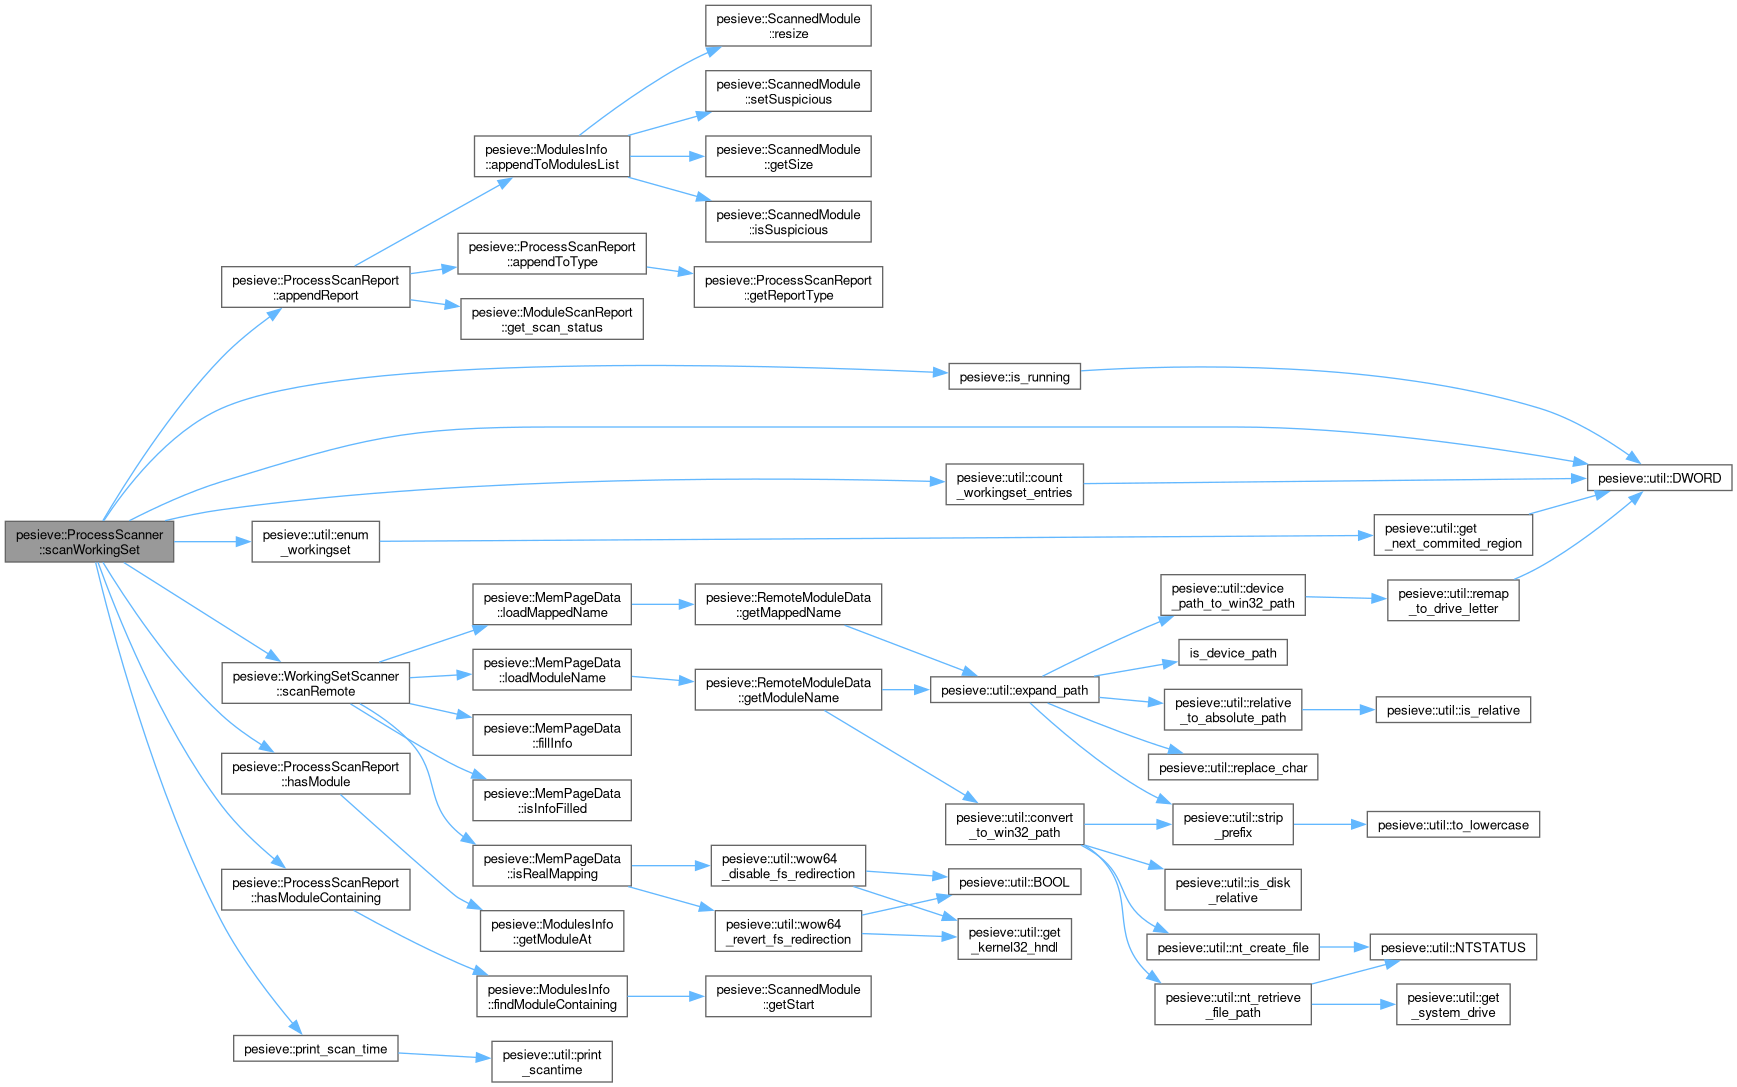 pesieve::ScannedModule
::resize
pesieve::ScannedModule
::setSuspicious
pesieve::ModulesInfo
::appendToModulesList
pesieve::ScannedModule
::getSize
pesieve::ScannedModule
::isSuspicious
pesieve::ProcessScanReport
::appendToType
pesieve::ProcessScanReport
::appendReport
pesieve::ProcessScanReport
::getReportType
pesieve::ModuleScanReport
::get_scan_status
pesieve::is_running
pesieve::util::DWORD
pesieve::util::count
_workingset_entries
pesieve::ProcessScanner
::scanWorkingSet
pesieve::util::enum
_workingset
pesieve::util::get
_next_commited_region
pesieve::MemPageData
::loadMappedName
pesieve::RemoteModuleData
::getMappedName
pesieve::util::device
_path_to_win32_path
pesieve::util::remap
_to_drive_letter
is_device_path
pesieve::WorkingSetScanner
::scanRemote
pesieve::MemPageData
::loadModuleName
pesieve::RemoteModuleData
::getModuleName
pesieve::util::expand_path
pesieve::util::relative
_to_absolute_path
pesieve::util::is_relative
pesieve::MemPageData
::fillInfo
pesieve::ProcessScanReport
::hasModule
pesieve::util::replace_char
pesieve::MemPageData
::isInfoFilled
pesieve::util::convert
_to_win32_path
pesieve::util::strip
_prefix
pesieve::util::to_lowercase
pesieve::MemPageData
::isRealMapping
pesieve::util::wow64
_disable_fs_redirection
pesieve::util::BOOL
pesieve::util::is_disk
_relative
pesieve::ProcessScanReport
::hasModuleContaining
pesieve::ModulesInfo
::getModuleAt
pesieve::util::wow64
_revert_fs_redirection
pesieve::util::get
_kernel32_hndl
pesieve::util::nt_create_file
pesieve::util::NTSTATUS
pesieve::ModulesInfo
::findModuleContaining
pesieve::ScannedModule
::getStart
pesieve::util::nt_retrieve
_file_path
pesieve::util::get
_system_drive
pesieve::print_scan_time
pesieve::util::print
_scantime